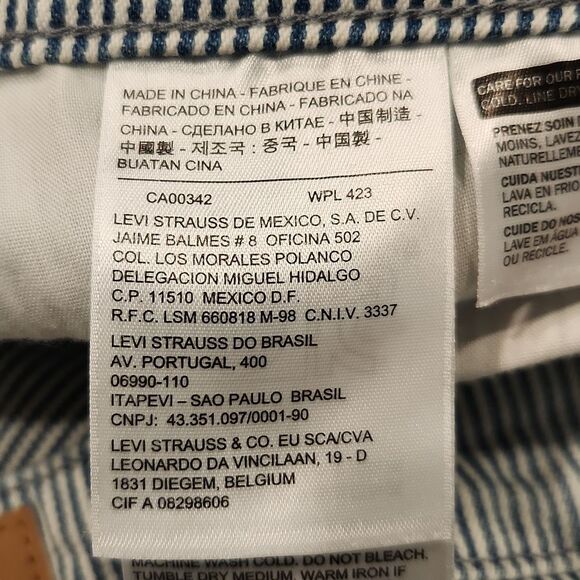 MADE IN CHINA - FABRIQUE EN CHINE -
FABRICADO EN CHINA - FABRICADO NA
CHINA - СДЕЛАНО В КИТАЕ - 中国制造 -
中國製 - 제조국 : 중국 - 中国製 -
BUATAN CINA
CA00342 WPL 423
LEVI STRAUSS DE MEXICO, S.A. DE C.V.
JAIME BALMES # 8 OFICINA 502
COL. LOS MORALES POLANCO
DELEGACION MIGUEL HIDALGO
C.P. 11510 MEXICO D.F.
R.F.C. LSM 660818 M-98 C.N.I.V. 3337
LEVI STRAUSS DO BRASIL
AV. PORTUGAL, 400
06990-110
ITAPEVI – SAO PAULO BRASIL
CNPJ: 43.351.097/0001-90
LEVI STRAUSS & CO. EU SCA/CVA
LEONARDO DA VINCILAAN, 19 - D
1831 DIEGEM, BELGIUM
CIF A 08298606
MACHINE WASH COLD. DO NOT BLEACH.
TUMBLE DRY MEDIUM. WARM IRON IF
CARE FOR OUR
COLD. LINE DRY
PRENEZ SOIN
MOINS, LAVEZ
NATURELLEME
CUIDA NUEST
LAVA EN FRIO
RECICLA.
CUIDE DO NOS
LAVE EM ÁGUA
OU RECICLE.